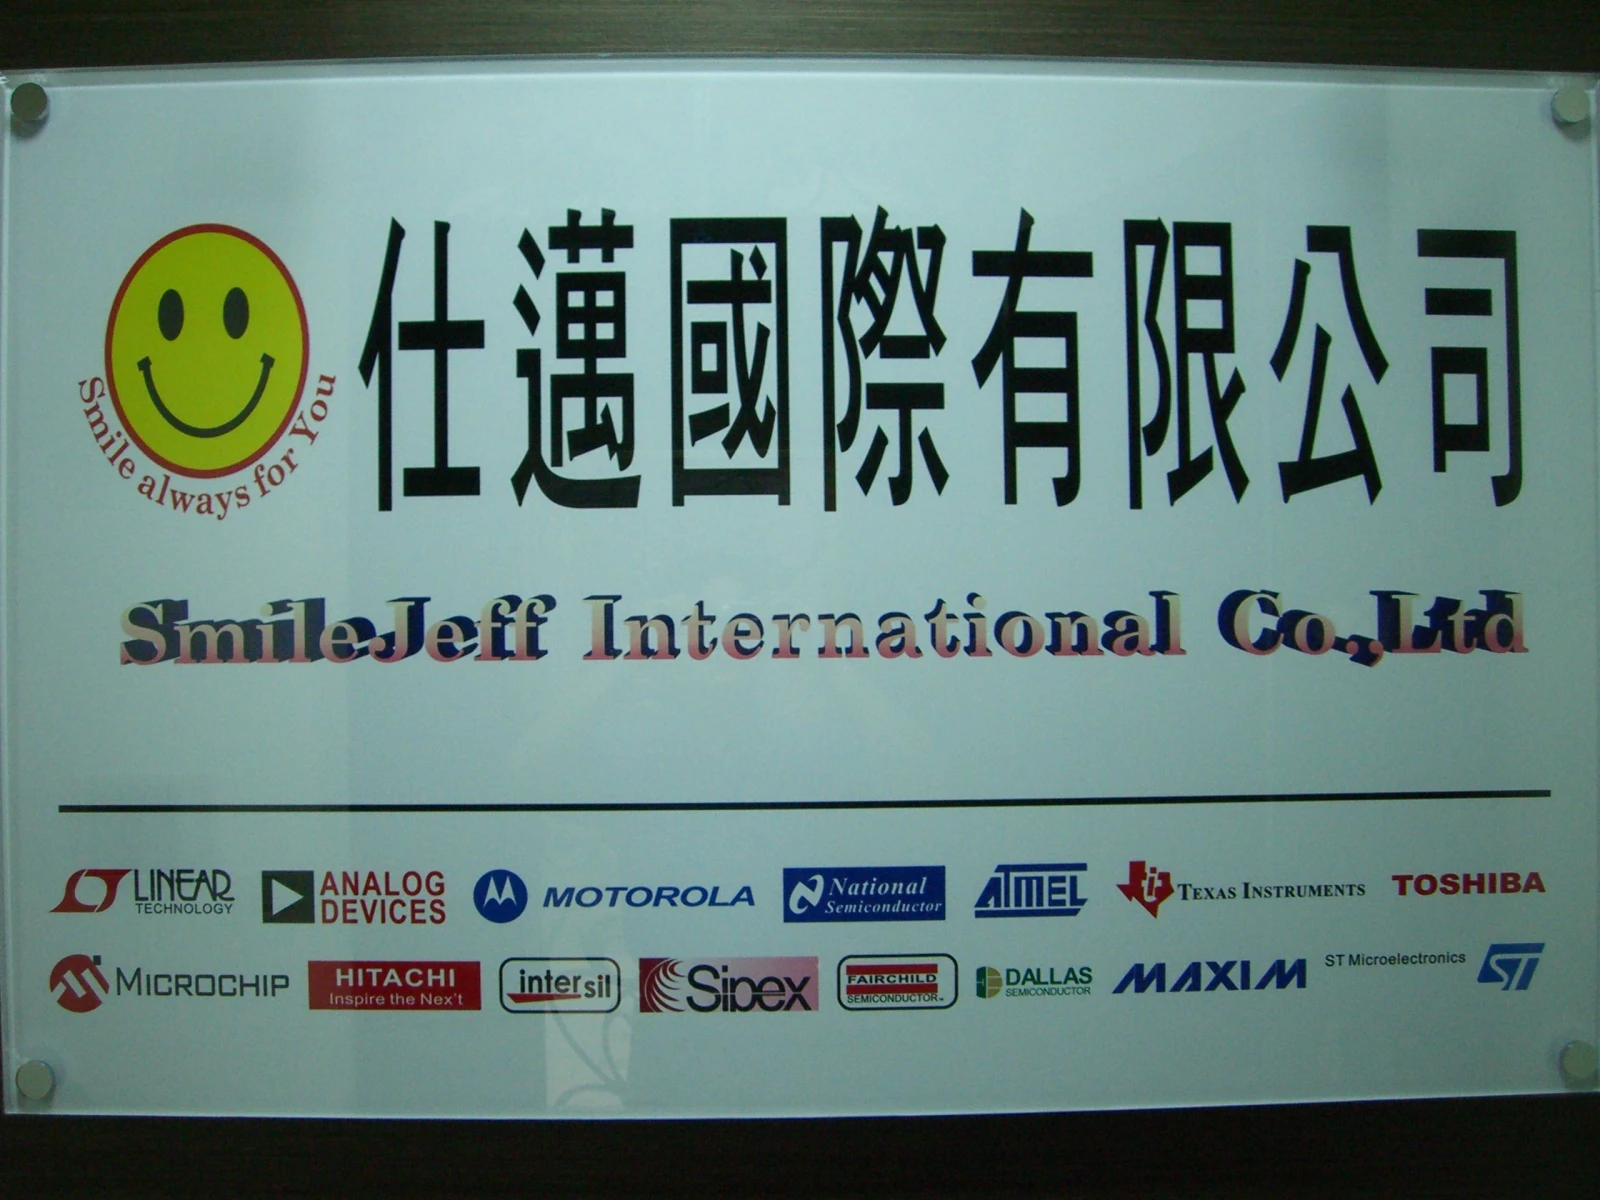 仕邁國際有限公司
Smile always for You
SmileJeff International Co.,Ltd
LINEAR TECHNOLOGY ANALOG DEVICES MOTOROLA National Semiconductor ATMEL TEXAS INSTRUMENTS TOSHIBA
MICROCHIP HITACHI Inspire the Nex't intersil Sipex FAIRCHILD SEMICONDUCTOR™ DALLAS SEMICONDUCTOR MAXIM ST Microelectronics ST